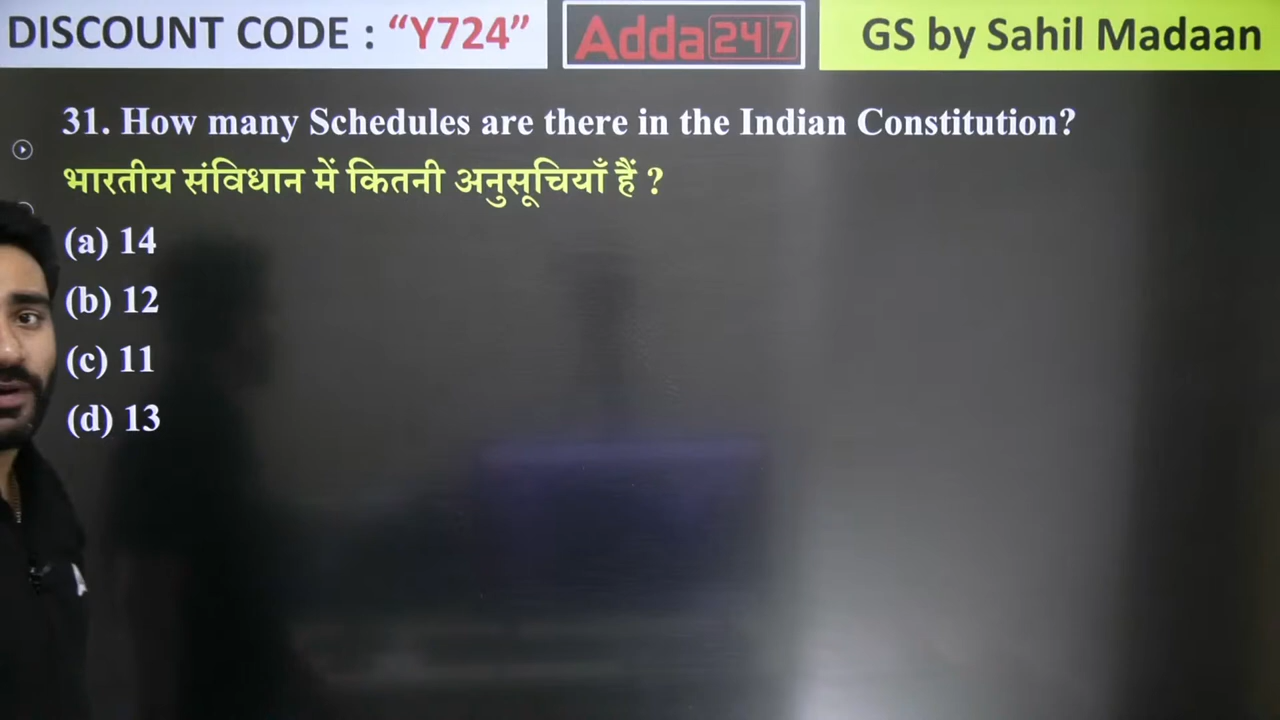 DISCOUNT CODE : “Y724”
Adda247
GS by Sahil Madaan
31. How many Schedules are there in the Indian Constitution?
भारतीय संविधान में कितनी अनुसूचियाँ हैं ?
(a) 14
(b) 12
(c) 11
(d) 13